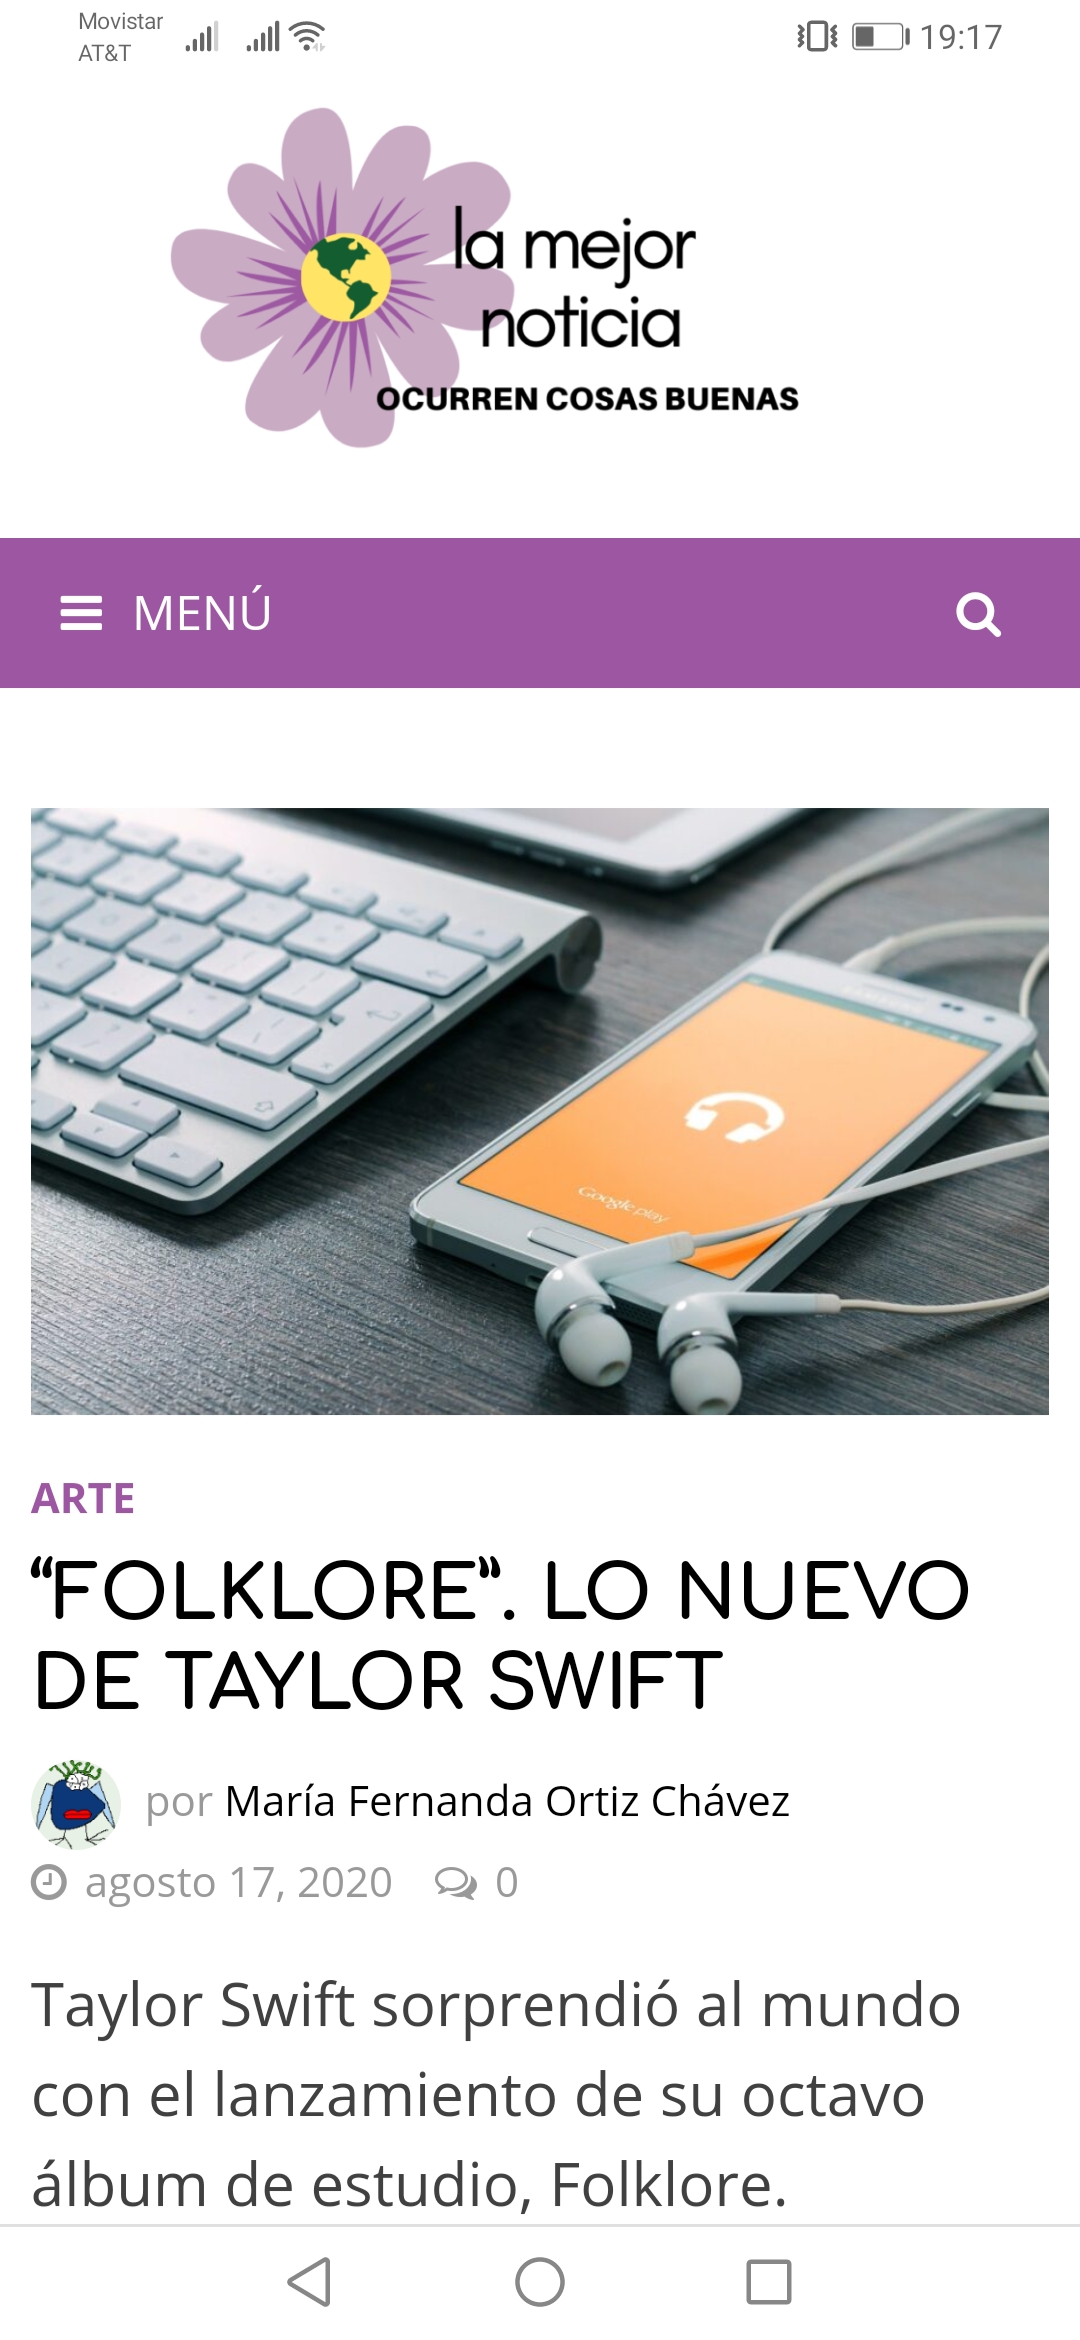 Movistar
AT&T
19:17
la mejor
noticia
OCURREN COSAS BUENAS
MENÚ
Google play
ARTE
“FOLKLORE”. LO NUEVO
DE TAYLOR SWIFT
por María Fernanda Ortiz Chávez
agosto 17, 2020 0
Taylor Swift sorprendió al mundo
con el lanzamiento de su octavo
álbum de estudio, Folklore.